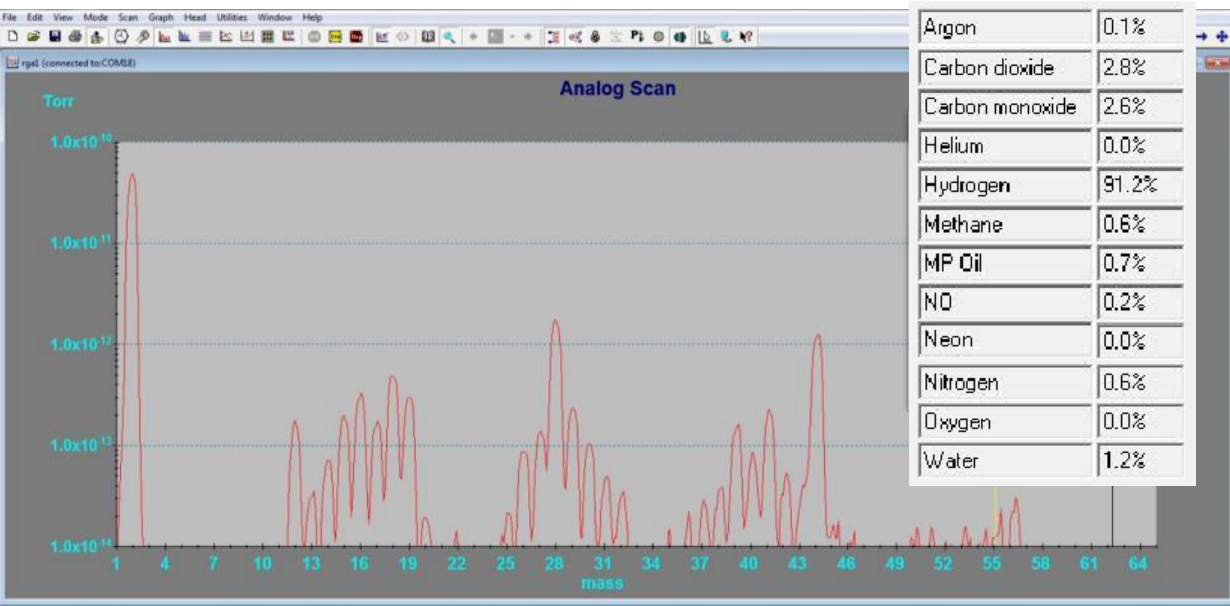 File Edit View Mode Scan Graph Head Utilities Window Help
rga1 (connected to:COM18)
Analog Scan
Torr
1.0x10-10
1.0x10-11
1.0x10-12
1.0x10-13
1.0x10-14
1 4 7 10 13 16 19 22 25 28 31 34 37 40 43 46 49 52 55 58 61 64
mass
Argon 0.1%
Carbon dioxide 2.8%
Carbon monoxide 2.6%
Helium 0.0%
Hydrogen 91.2%
Methane 0.6%
MP Oil 0.7%
NO 0.2%
Neon 0.0%
Nitrogen 0.6%
Oxygen 0.0%
Water 1.2%